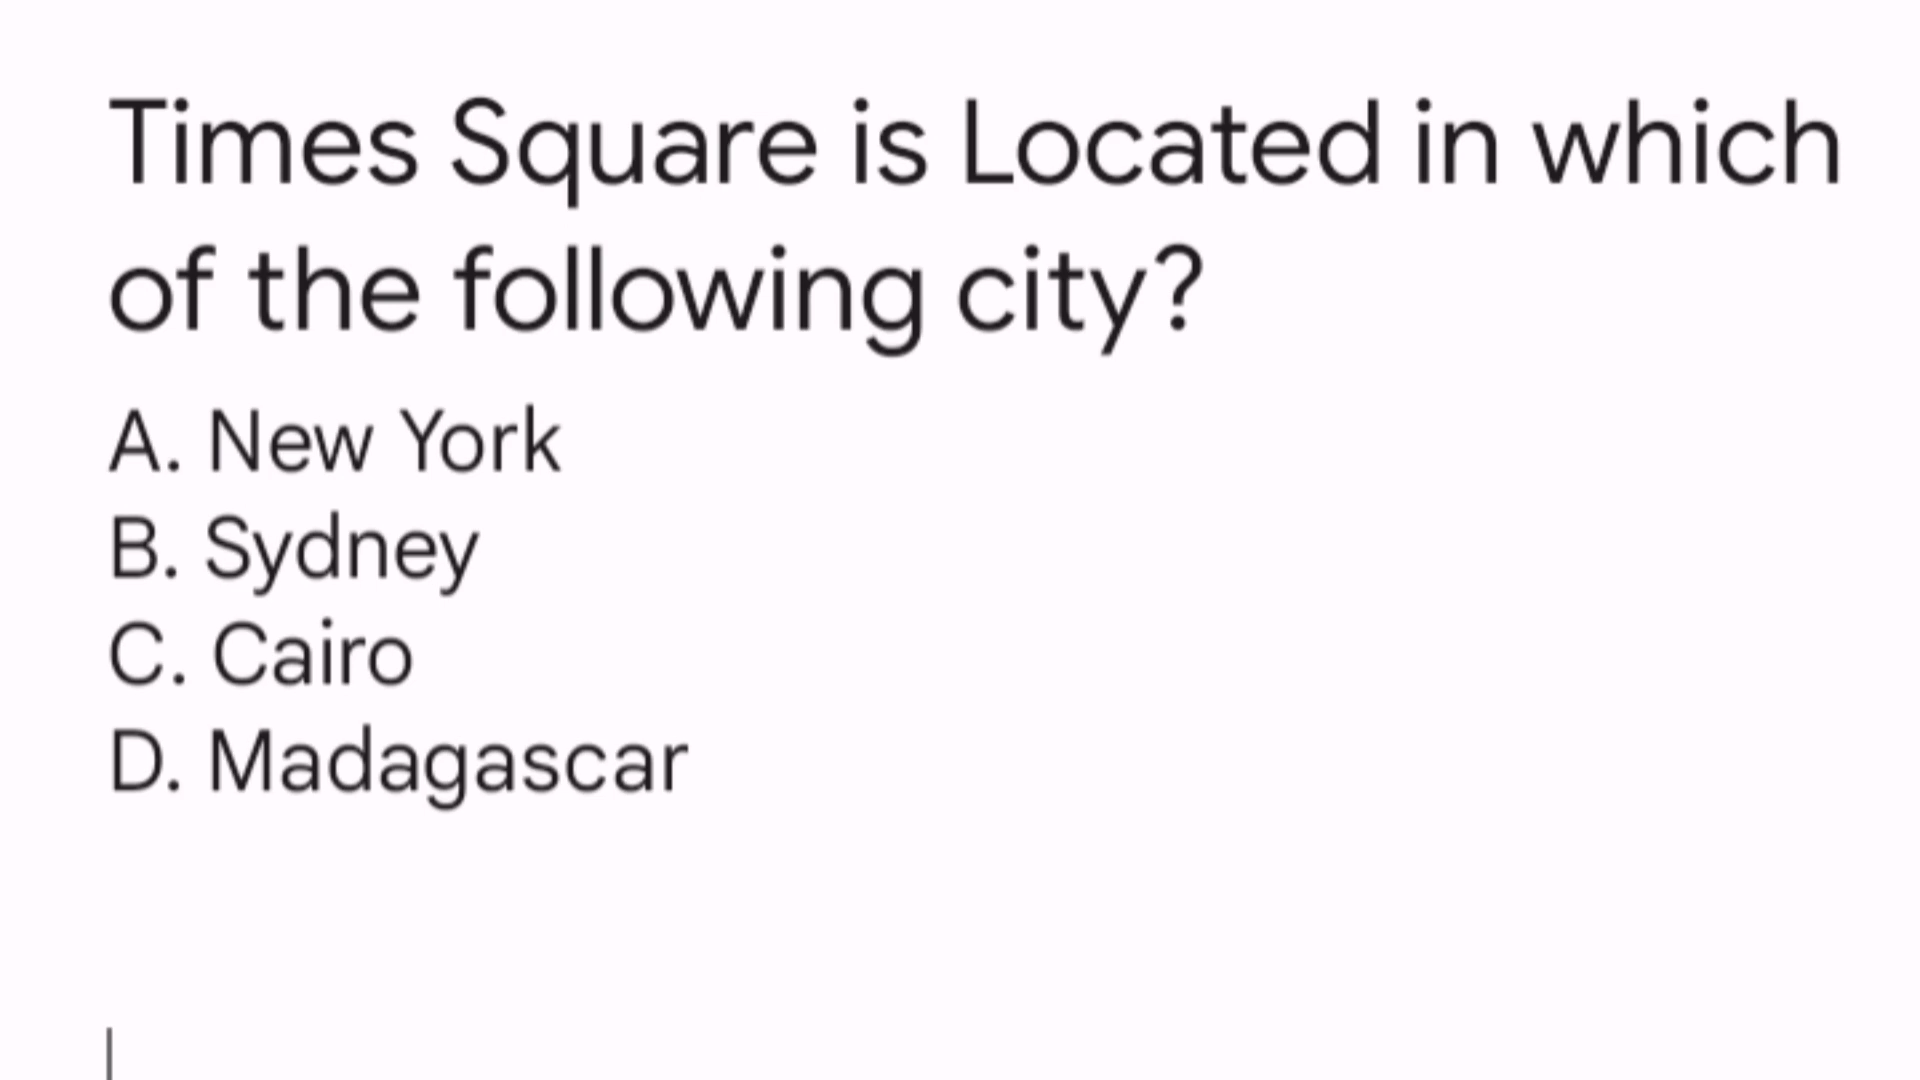 Times Square is Located in which
of the following city?
A. New York
B. Sydney
C. Cairo
D. Madagascar